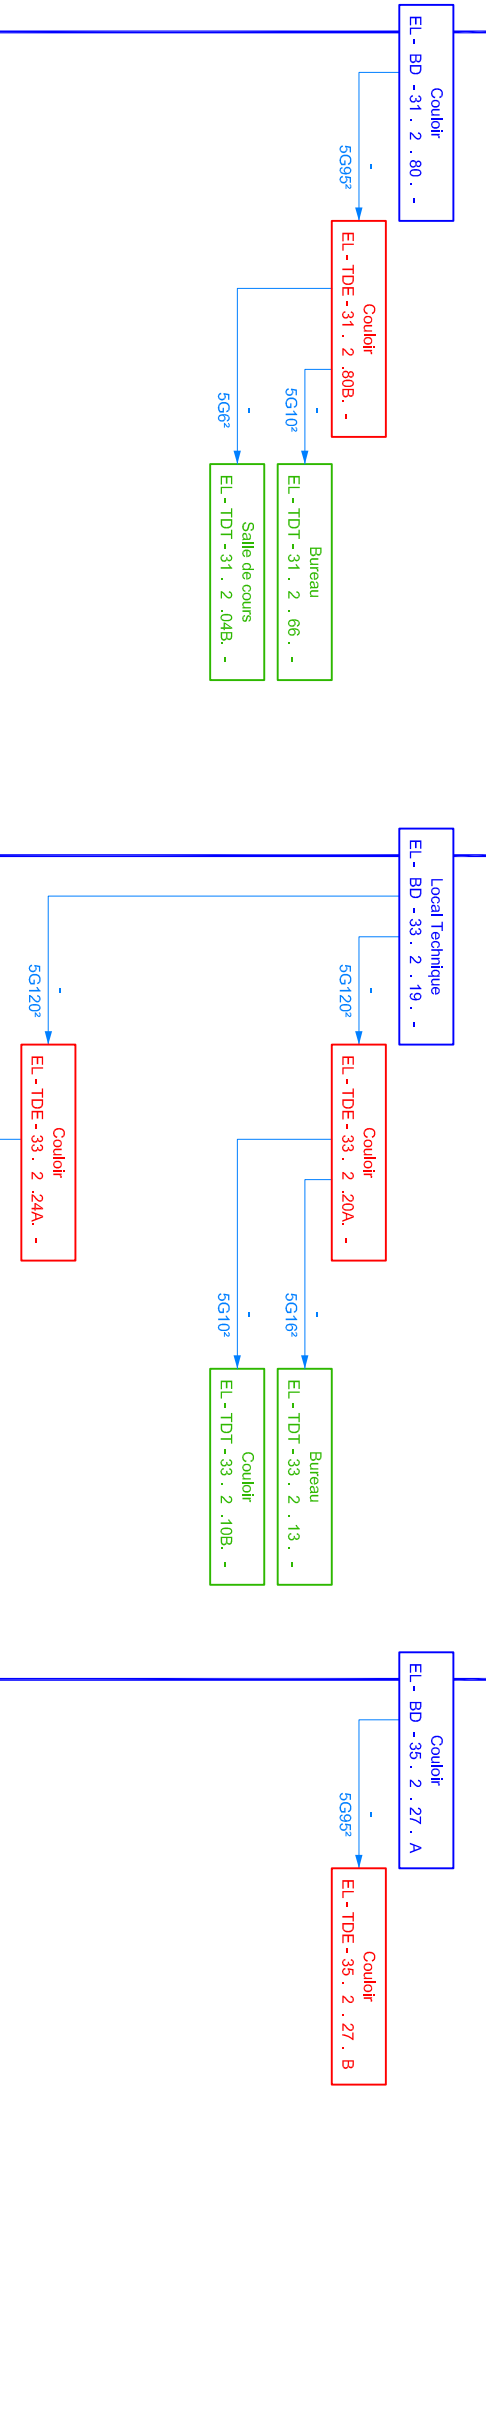 Couloir
EL - BD - 31 . 2 . 80 . -
-
5G95²
Couloir
EL - TDE - 31 . 2 .80B. -
-
5G10²
-
5G6²
Bureau
EL - TDT - 31 . 2 . 66 . -
Salle de cours
EL - TDT - 31 . 2 .04B. -
Local Technique
EL - BD - 33 . 2 . 19 . -
-
5G120²
-
5G120²
Couloir
EL - TDE - 33 . 2 .20A. -
Couloir
EL - TDE - 33 . 2 .24A. -
-
5G16²
-
5G10²
Bureau
EL - TDT - 33 . 2 . 13 . -
Couloir
EL - TDT - 33 . 2 .10B. -
Couloir
EL - BD - 35 . 2 . 27 . A
-
5G95²
Couloir
EL - TDE - 35 . 2 . 27 . B